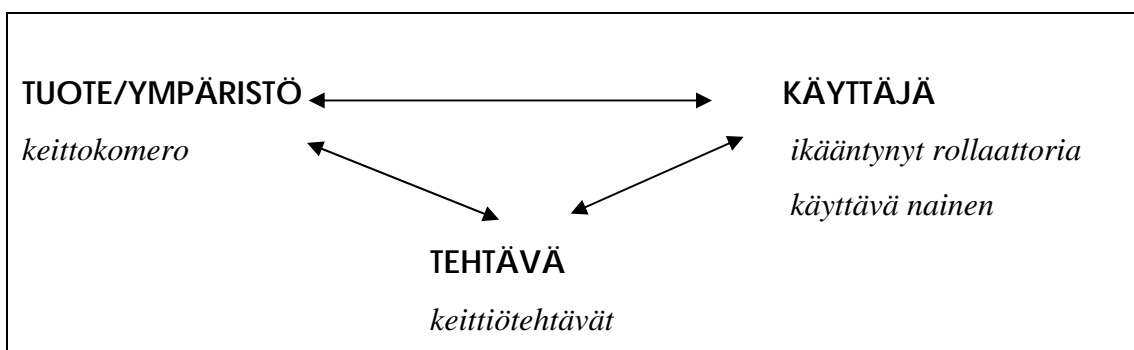 TUOTE/YMPÄRISTÖ
KÄYTTÄJÄ
keittokomero
ikääntynyt rollaattoria
käyttävä nainen
TEHTÄVÄ
keittiötehtävät